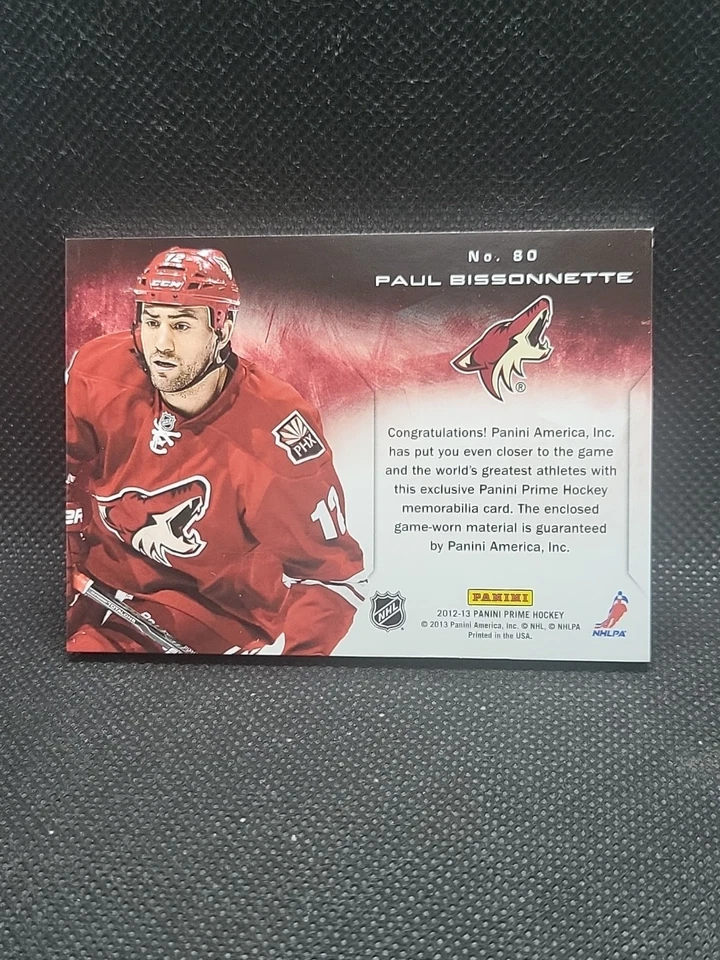 No. 80
PAUL BISSONNETTE
12
CCM
PHX
12
®
Congratulations! Panini America, Inc.
has put you even closer to the game
and the world's greatest athletes with
this exclusive Panini Prime Hockey
memorabilia card. The enclosed
game-worn material is guaranteed
by Panini America, Inc.
NHL
PANINI
2012-13 PANINI PRIME HOCKEY
© 2013 Panini America, Inc. © NHL, © NHLPA
Printed in the USA.
NHLPA